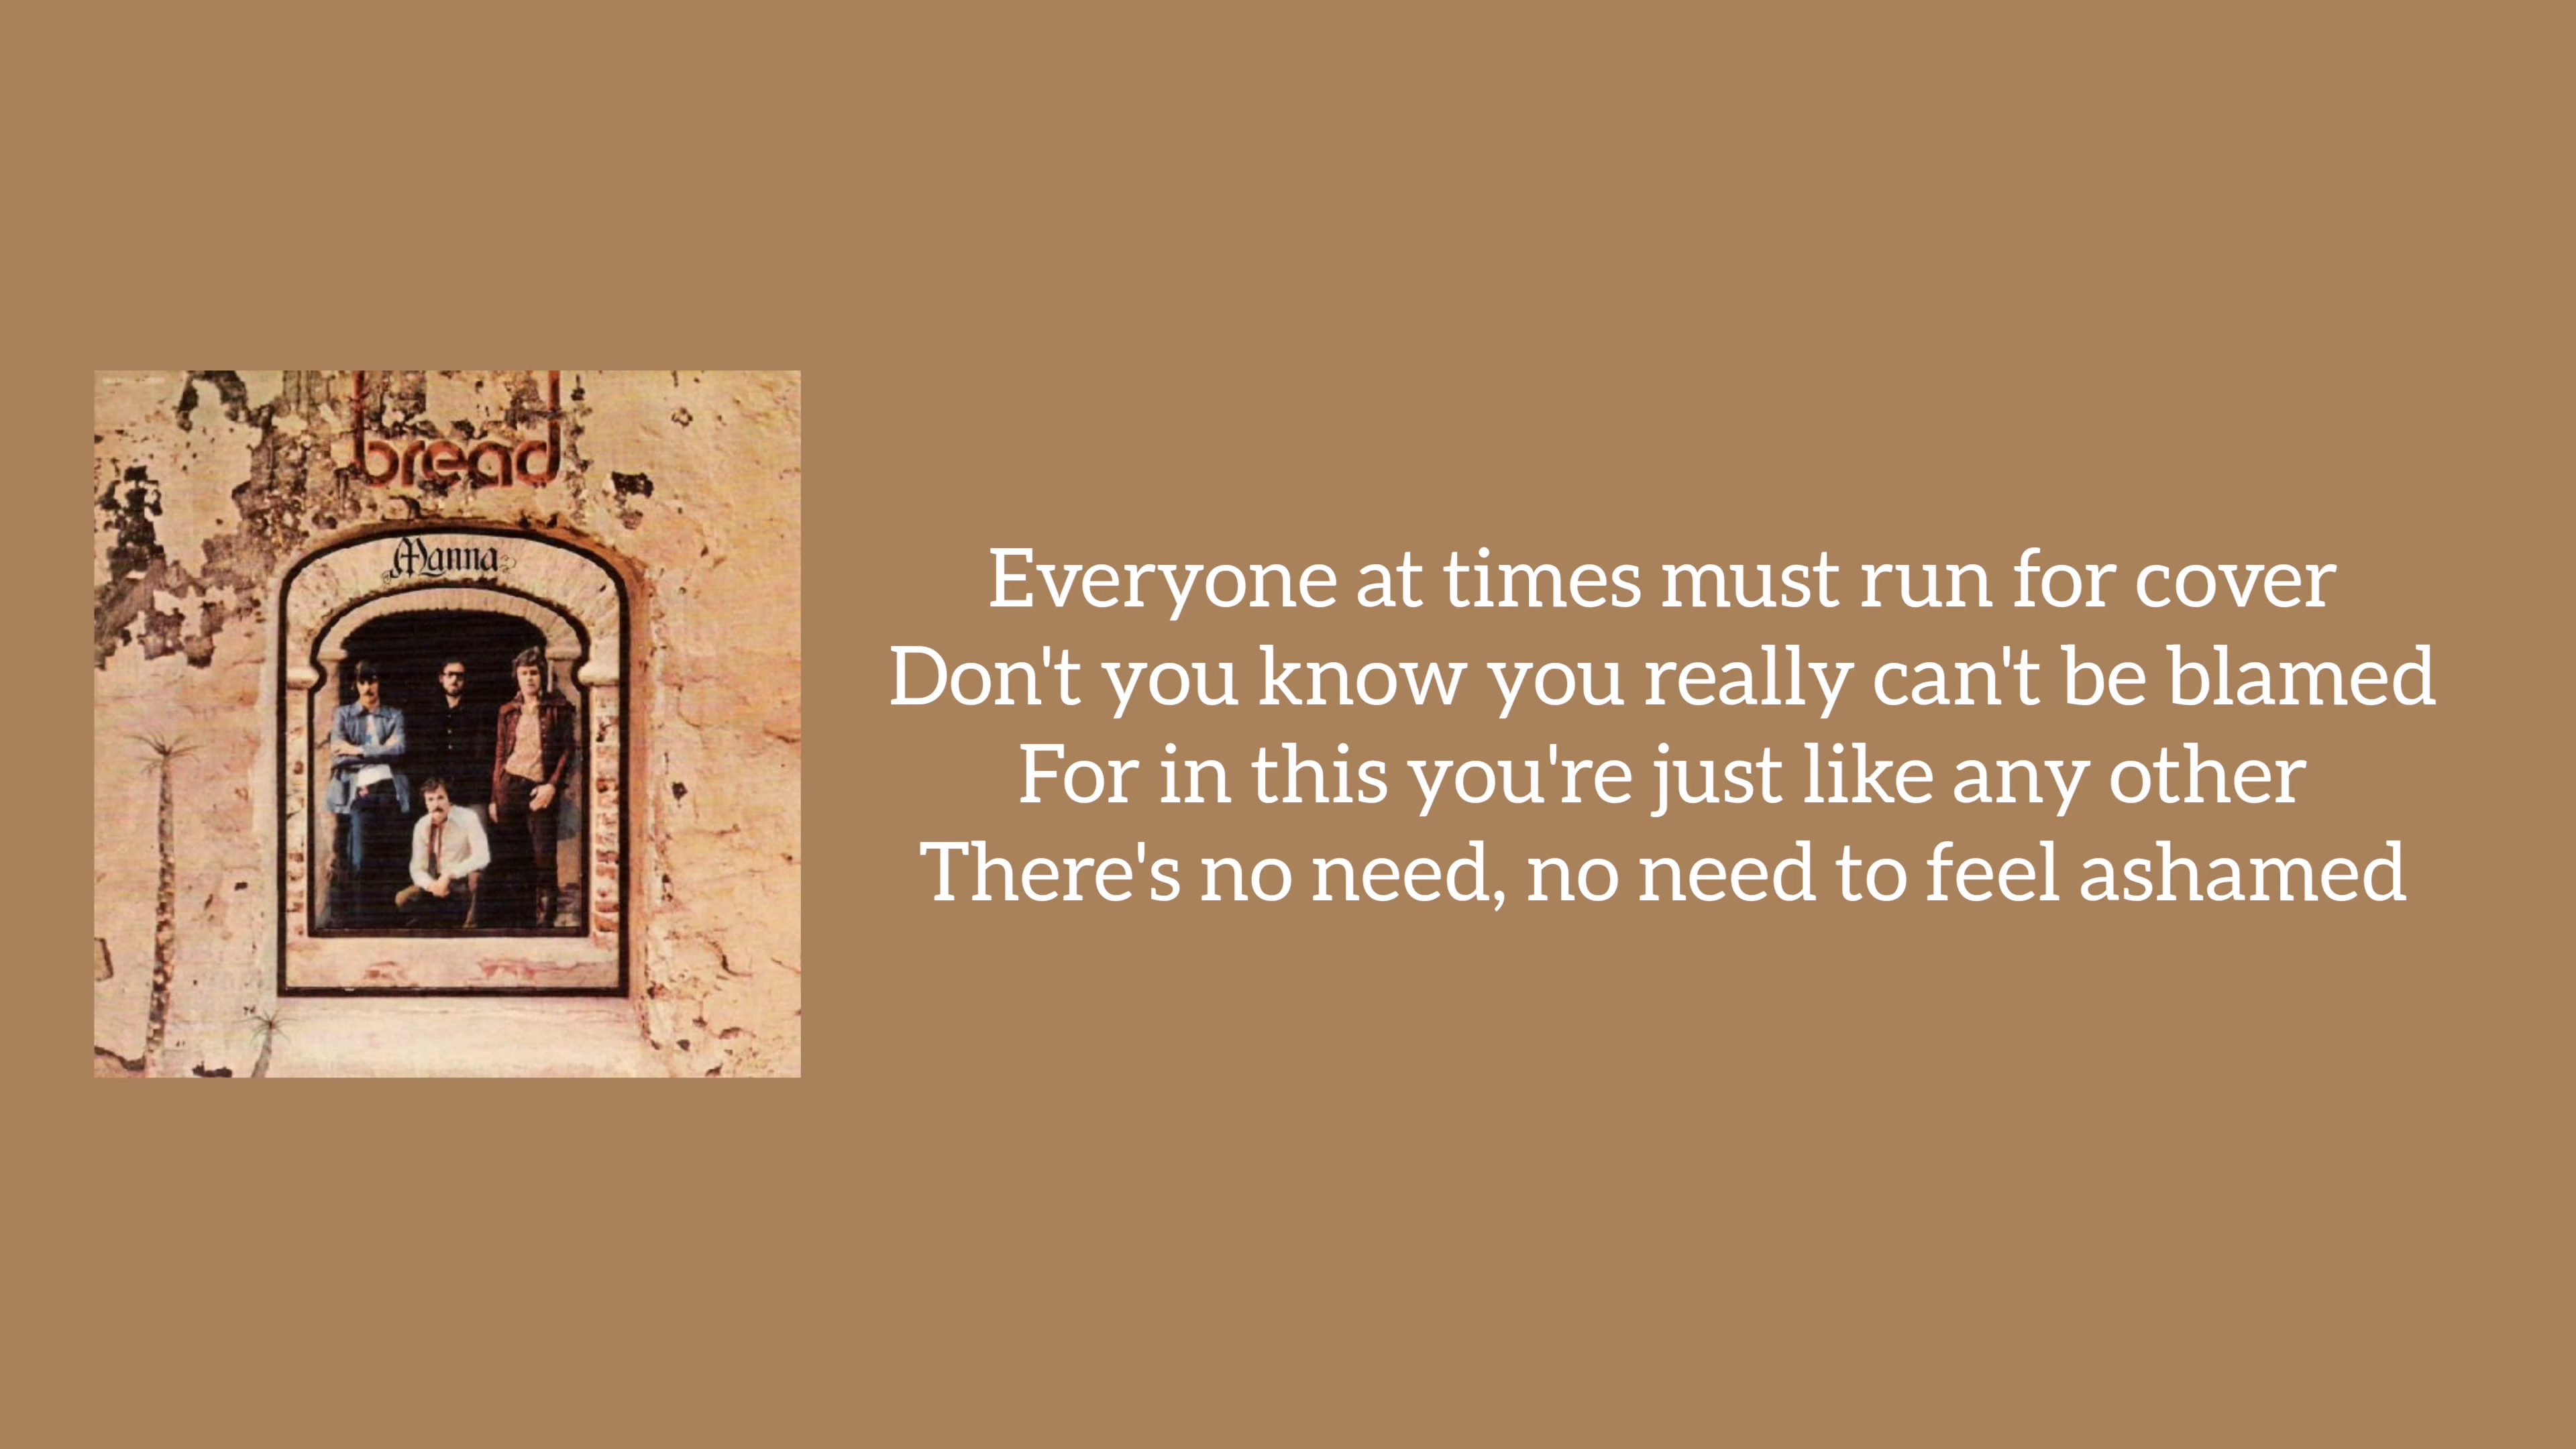 bread
Manna
Everyone at times must run for cover
Don't you know you really can't be blamed
For in this you're just like any other
There's no need, no need to feel ashamed